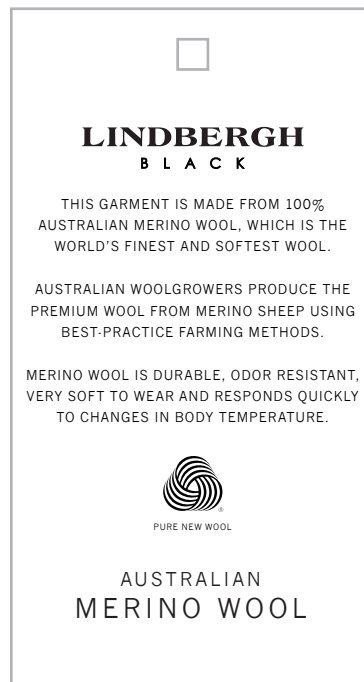 LINDBERGH
BLACK
THIS GARMENT IS MADE FROM 100%
AUSTRALIAN MERINO WOOL, WHICH IS THE
WORLD'S FINEST AND SOFTEST WOOL.
AUSTRALIAN WOOLGROWERS PRODUCE THE
PREMIUM WOOL FROM MERINO SHEEP USING
BEST-PRACTICE FARMING METHODS.
MERINO WOOL IS DURABLE, ODOR RESISTANT,
VERY SOFT TO WEAR AND RESPONDS QUICKLY
TO CHANGES IN BODY TEMPERATURE.
®
PURE NEW WOOL
AUSTRALIAN
MERINO WOOL